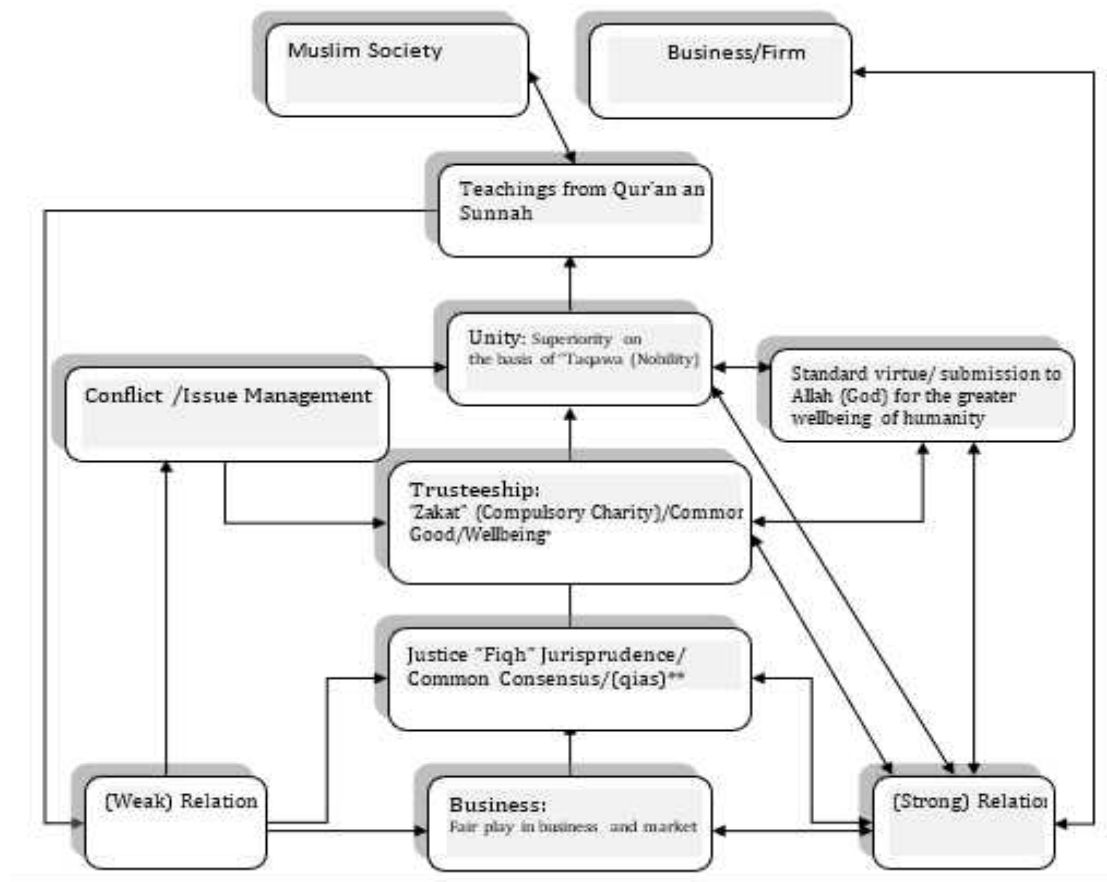 Muslim Society
Business/Firm
Teachings from Qur'an an
Sunnah
Unity: Superiority on
the basis of "Taqawa (Nobility)
Conflict /Issue Management
Standard virtue/ submission to
Allah (God) for the greater
wellbeing of humanity
Trusteeship:
"Zakat" (Compulsory Charity)/Common
Good/Wellbeing*
Justice "Fiqh" Jurisprudence/
Common Consensus/(qias)**
(Weak) Relation
Business:
Fair play in business and market
(Strong) Relation